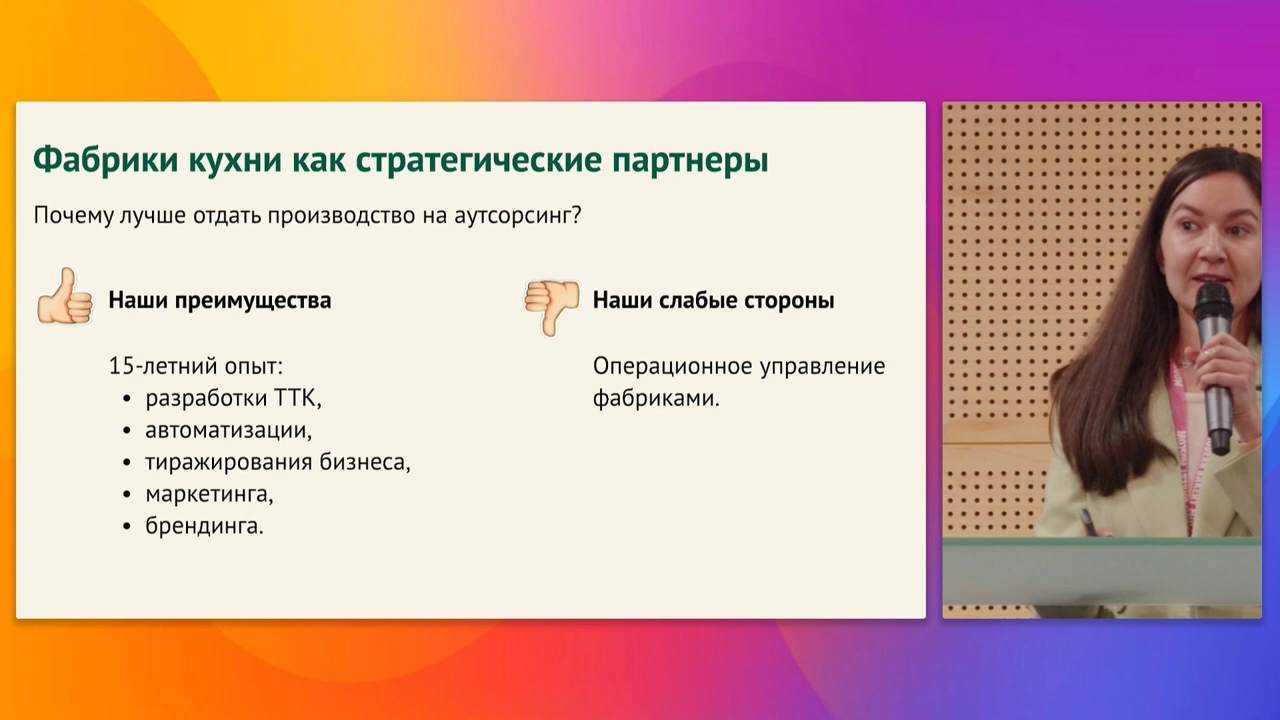 Фабрики кухни как стратегические партнеры
Почему лучше отдать производство на аутсорсинг?
Наши преимущества
15-летний опыт:
• разработки ТТК,
• автоматизации,
• тиражирования бизнеса,
• маркетинга,
• брендинга.
Наши слабые стороны
Операционное управление
фабриками.